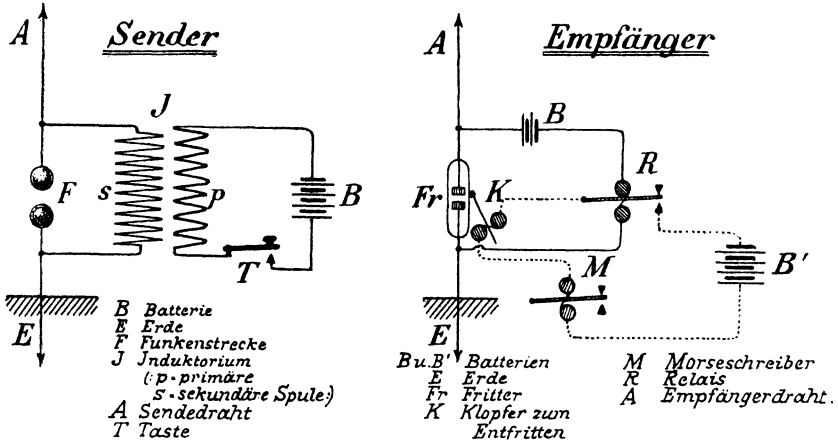 Sender
A
J
F
s
p
B
T
E
B Batterie
E Erde
F Funkenstrecke
J Jnduktorium
(:p-primäre
s-sekundäre Spule:)
A Sendedraht
T Taste
Empfänger
A
B
R
Fr
K
M
B'
E
B u. B' Batterien
E Erde
Fr Fritter
K Klopfer zum
Entfritten
M Morseschreiber
R Relais
A Empfängerdraht.